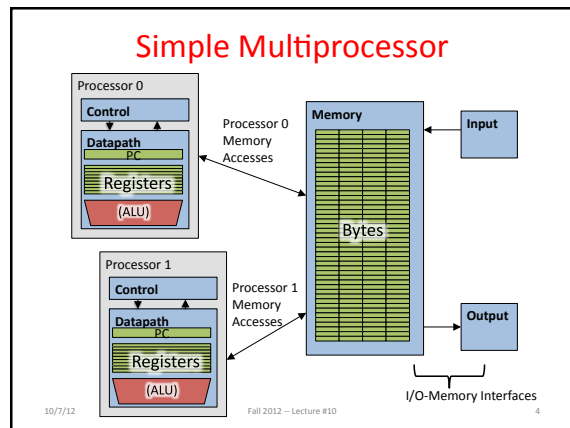 Simple Multiprocessor
Processor 0
Control
Datapath
PC
Registers
(ALU)
Processor 0
Memory
Accesses
Memory
Bytes
Input
Processor 1
Control
Datapath
PC
Registers
(ALU)
Processor 1
Memory
Accesses
Output
I/O-Memory Interfaces
10/7/12
Fall 2012 -- Lecture #10
4